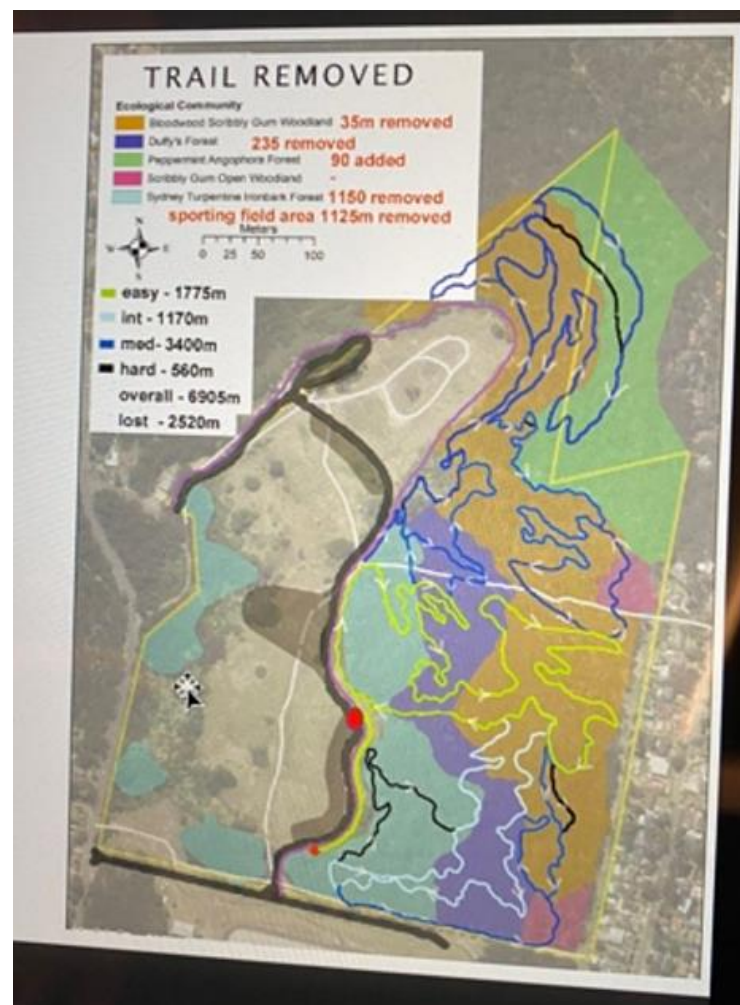 TRAIL REMOVED
Ecological Community
Bloodwood Scribbly Gum Woodland 35m removed
Duffy's Forest 235 removed
Peppermint Angophora Forest 90 added
Scribbly Gum Open Woodland -
Sydney Turpentine Ironbark Forest 1150 removed
sporting field area 1125m removed
N
W E
S
Meters
0 25 50 100
easy - 1775m
int - 1170m
med- 3400m
hard - 560m
overall - 6905m
lost - 2520m